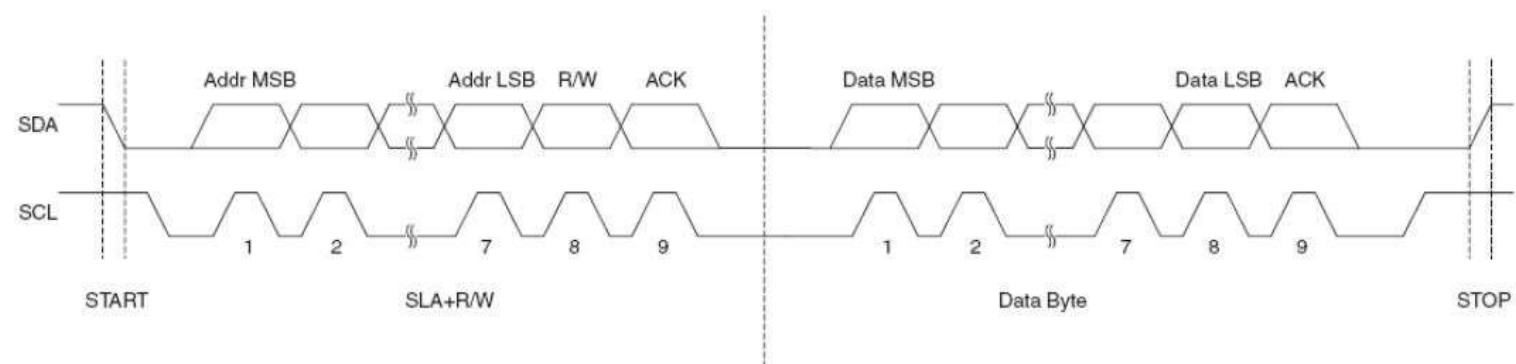 Addr MSB Addr LSB R/W ACK Data MSB Data LSB ACK
SDA
SCL
1 2 7 8 9 1 2 7 8 9
START SLA+R/W Data Byte STOP